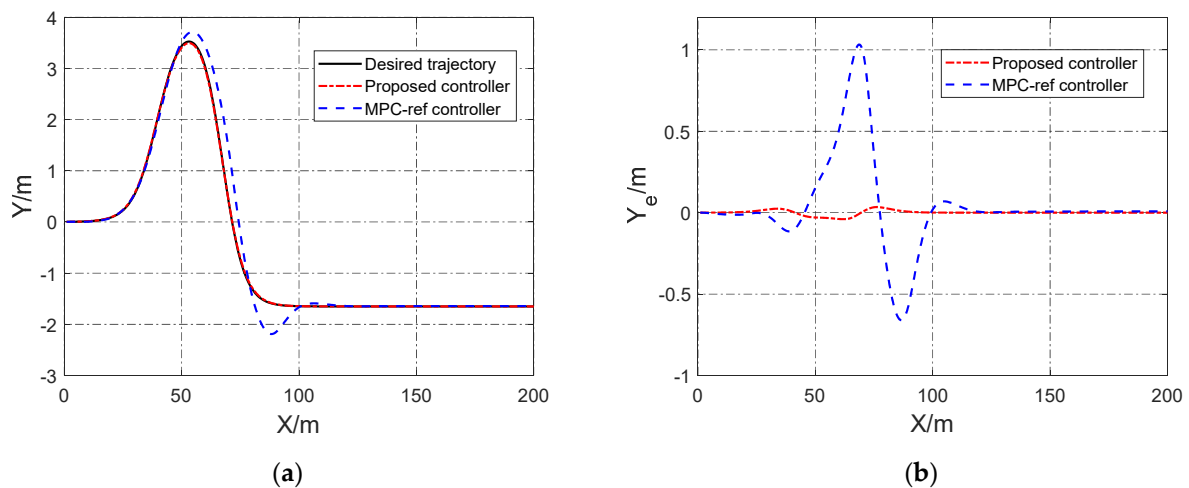 4
3
2
1
0
-1
-2
-3
Y/m
0
50
100
150
200
X/m
Desired trajectory
Proposed controller
MPC-ref controller
(a)
1
0.5
0
-0.5
-1
Ye/m
0
50
100
150
200
X/m
Proposed controller
MPC-ref controller
(b)